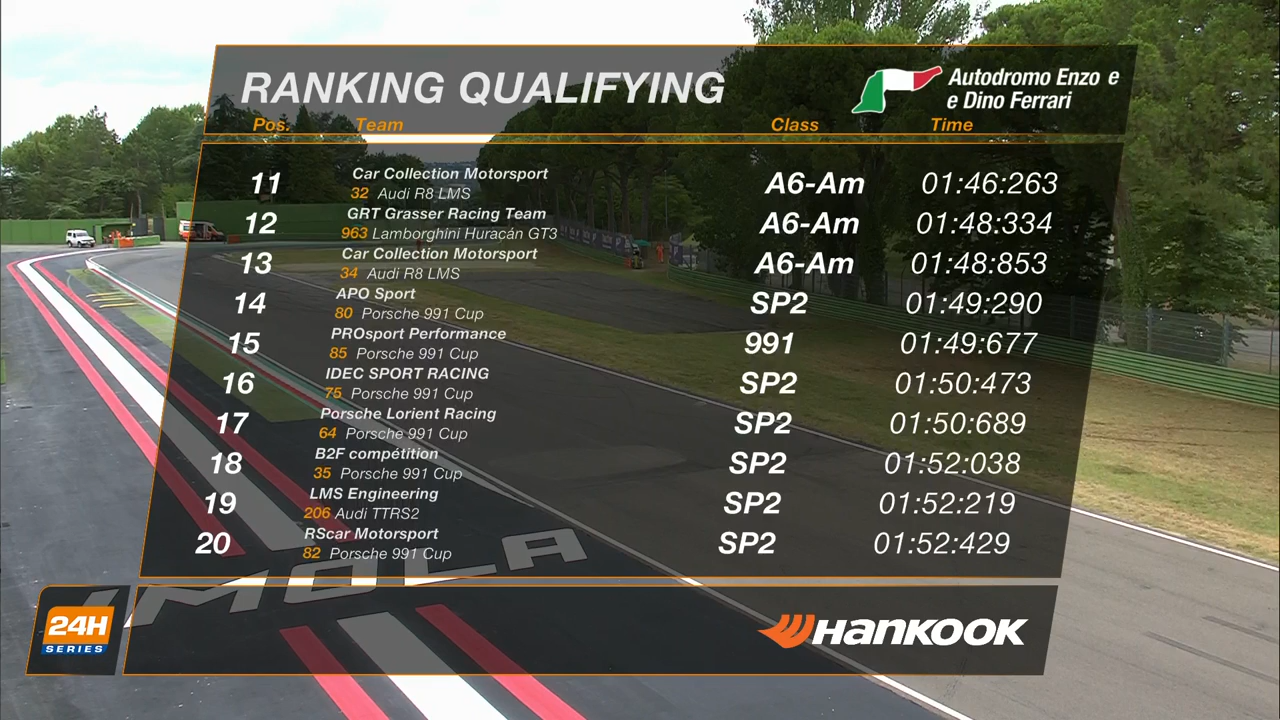 RANKING QUALIFYING
Autodromo Enzo e
e Dino Ferrari
Pos. Team Class Time
11 Car Collection Motorsport A6-Am 01:46:263
32 Audi R8 LMS
12 GRT Grasser Racing Team A6-Am 01:48:334
963 Lamborghini Huracán GT3
13 Car Collection Motorsport A6-Am 01:48:853
34 Audi R8 LMS
14 APO Sport SP2 01:49:290
80 Porsche 991 Cup
15 PROsport Performance 991 01:49:677
85 Porsche 991 Cup
16 IDEC SPORT RACING SP2 01:50:473
75 Porsche 991 Cup
17 Porsche Lorient Racing SP2 01:50:689
64 Porsche 991 Cup
18 B2F compétition SP2 01:52:038
35 Porsche 991 Cup
19 LMS Engineering SP2 01:52:219
206 Audi TTRS2
20 RScar Motorsport SP2 01:52:429
82 Porsche 991 Cup
IMOLA
24H
SERIES
HANKOOK